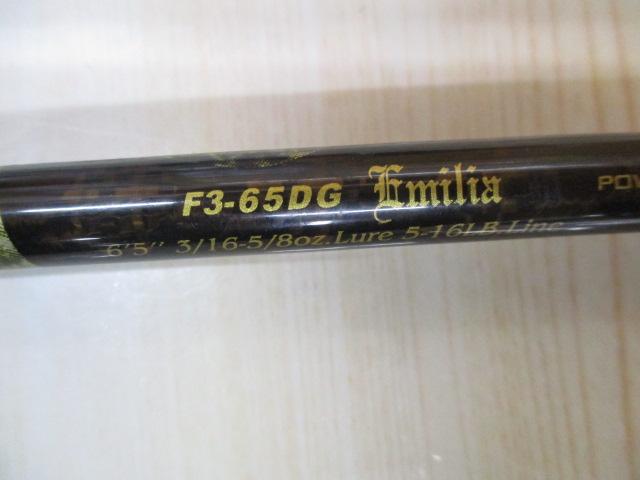 F3-65DG Emilia POW
6'5" 3/16-5/8oz.Lure 5-16LB Line